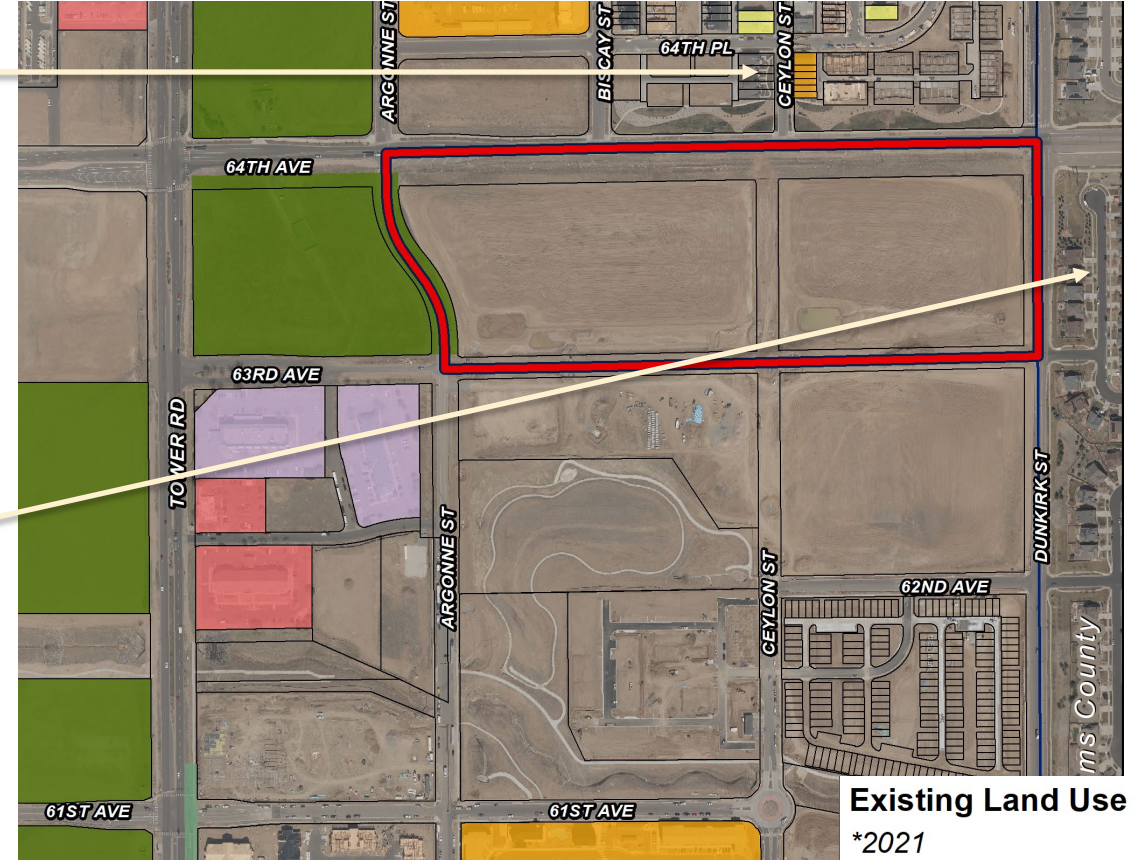 ARGONNE ST
BISCAY ST
64TH PL
CEYLON ST
64TH AVE
63RD AVE
TOWER RD
ARGONNE ST
CEYLON ST
62ND AVE
DUNKIRK ST
ms County
61ST AVE
61ST AVE
Existing Land Use
*2021